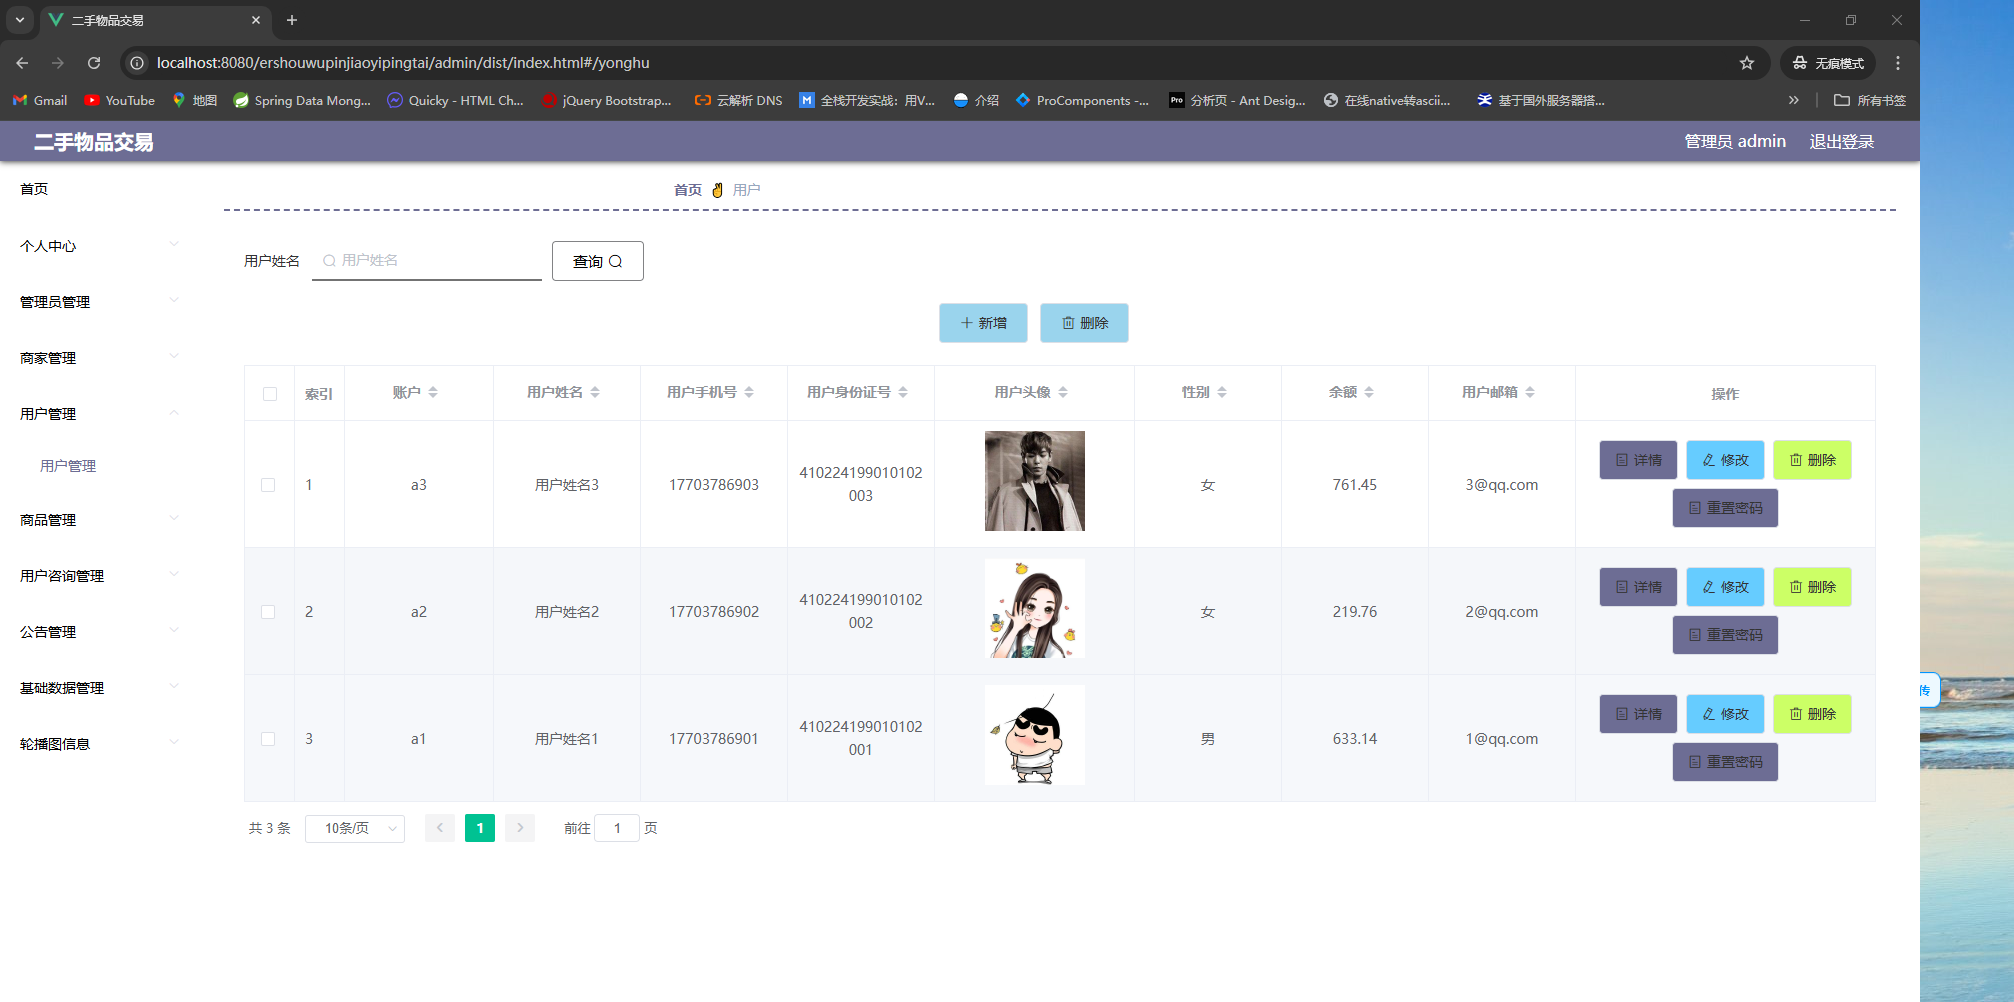 二手物品交易
localhost:8080/ershouwupinjiaoyipingtai/admin/dist/index.html#/yonghu
无痕模式
Gmail
YouTube
地图
Spring Data Mong...
Quicky - HTML Ch...
jQuery Bootstrap...
云解析 DNS
M 全栈开发实战：用V...
介绍
ProComponents -...
Pro 分析页 - Ant Desig...
在线native转ascii...
基于国外服务器搭...
所有书签
二手物品交易
管理员 admin 退出登录
首页
个人中心
管理员管理
商家管理
用户管理
用户管理
商品管理
用户咨询管理
公告管理
基础数据管理
轮播图信息
首页 用户
用户姓名 用户姓名 查询
新增 删除
索引 账户 用户姓名 用户手机号 用户身份证号 用户头像 性别 余额 用户邮箱 操作
1 a3 用户姓名3 17703786903 410224199010102 女 761.45 3@qq.com 详情 修改 删除
003 重置密码
2 a2 用户姓名2 17703786902 410224199010102 女 219.76 2@qq.com 详情 修改 删除
002 重置密码
3 a1 用户姓名1 17703786901 410224199010102 男 633.14 1@qq.com 详情 修改 删除
001 重置密码
共 3 条 10条/页 1 前往 1 页
传